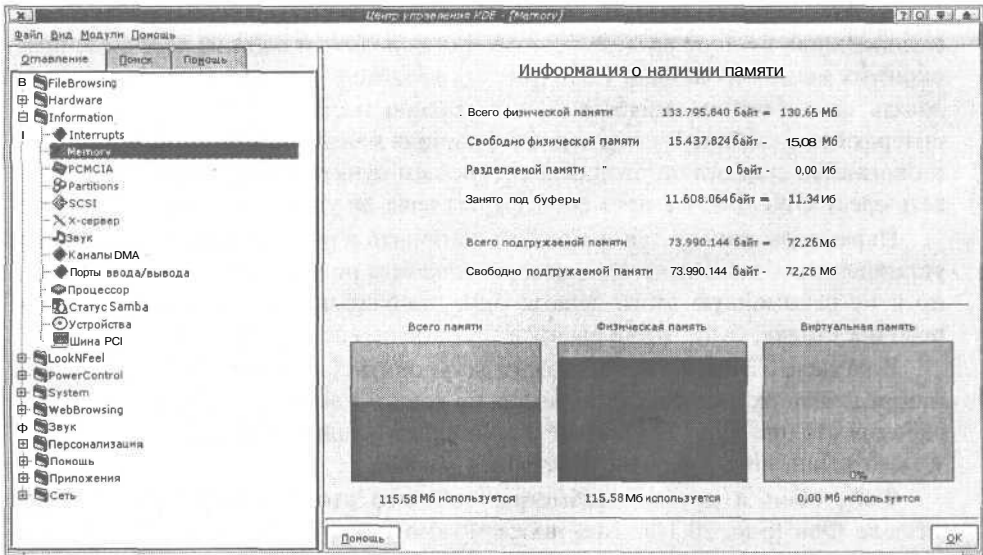 Центр управления KDE - [Memory]
Файл Вид Модули Помощь
Оглавление Поиск Помощь
FileBrowsing
Hardware
Information
Interrupts
Memory
PCMCIA
Partitions
SCSI
X-сервер
Звук
Каналы DMA
Порты ввода/вывода
Процессор
Статус Samba
Устройства
Шина PCI
LookNFeel
PowerControl
System
WebBrowsing
Звук
Персонализация
Помощь
Приложения
Сеть
Информация о наличии памяти
Всего физической памяти 133.795.840 байт = 130,65 Мб
Свободно физической памяти 15.437.824 байт - 15,08 Мб
Разделяемой памяти 0 байт - 0,00 Мб
Занято под буферы 11.608.064 байт = 11,34 Мб
Всего подгружаемой памяти 73.990.144 байт = 72,26 Мб
Свободно подгружаемой памяти 73.990.144 байт - 72,26 Мб
Всего памяти Физическая память Виртуальная память
0%
115,58 Мб используется 115,58 Мб используется 0,00 Мб используется
Помощь OK